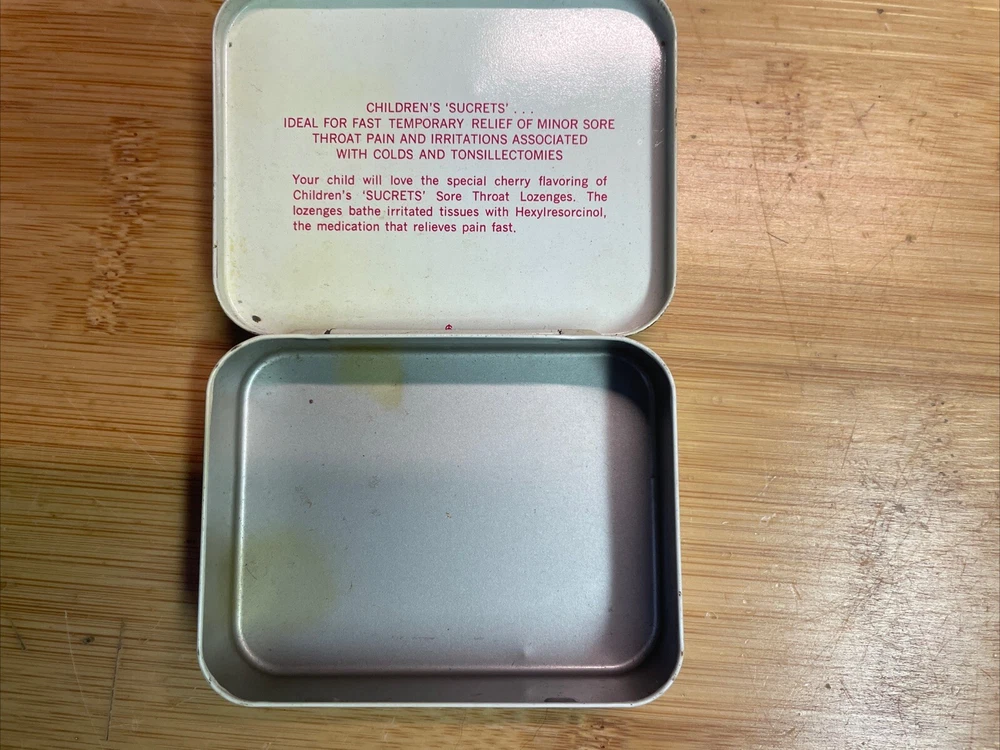 CHILDREN'S 'SUCRETS' . . .
IDEAL FOR FAST TEMPORARY RELIEF OF MINOR SORE
THROAT PAIN AND IRRITATIONS ASSOCIATED
WITH COLDS AND TONSILLECTOMIES
Your child will love the special cherry flavoring of
Children's 'SUCRETS' Sore Throat Lozenges. The
lozenges bathe irritated tissues with Hexylresorcinol,
the medication that relieves pain fast.